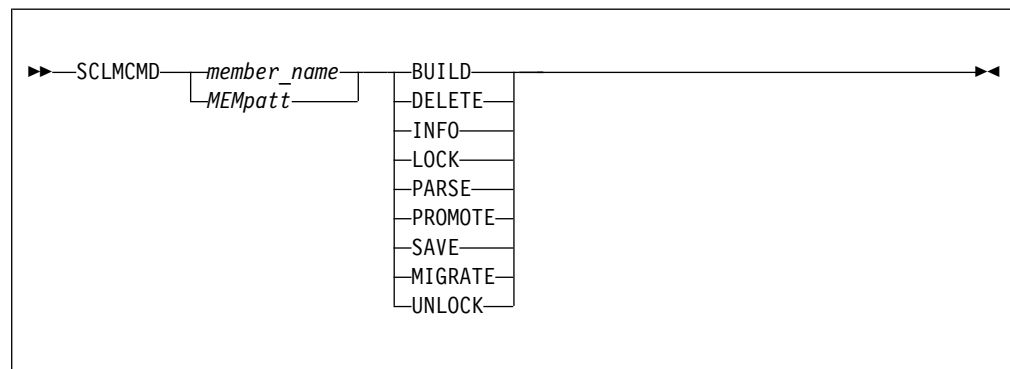 ►►──SCLMCMD──member_name──BUILD──►◄
MEMpatt──DELETE
INFO
LOCK
PARSE
PROMOTE
SAVE
MIGRATE
UNLOCK